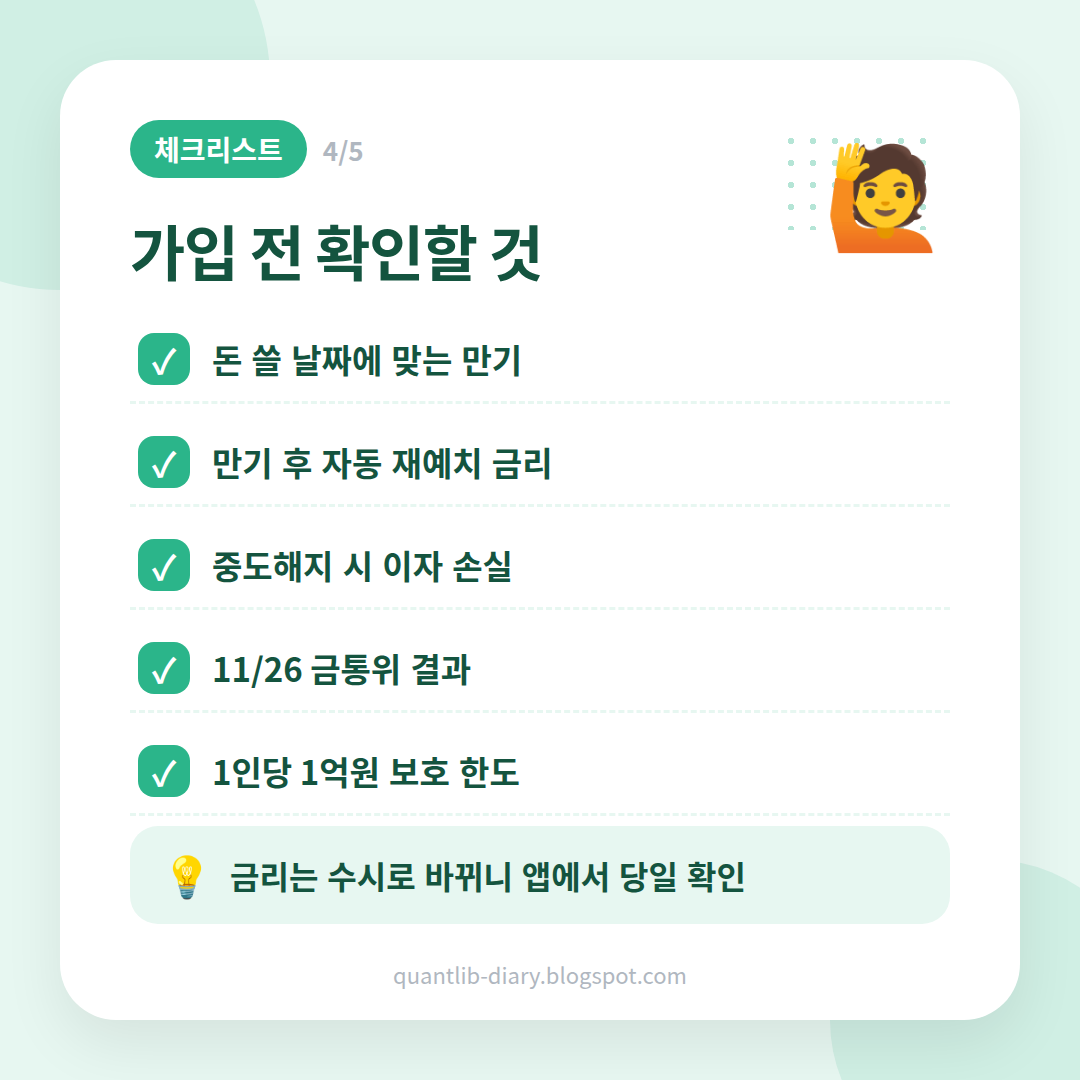 체크리스트 4/5
가입 전 확인할 것
✓ 돈 쓸 날짜에 맞는 만기
✓ 만기 후 자동 재예치 금리
✓ 중도해지 시 이자 손실
✓ 11/26 금통위 결과
✓ 1인당 1억원 보호 한도
금리는 수시로 바뀌니 앱에서 당일 확인
quantlib-diary.blogspot.com